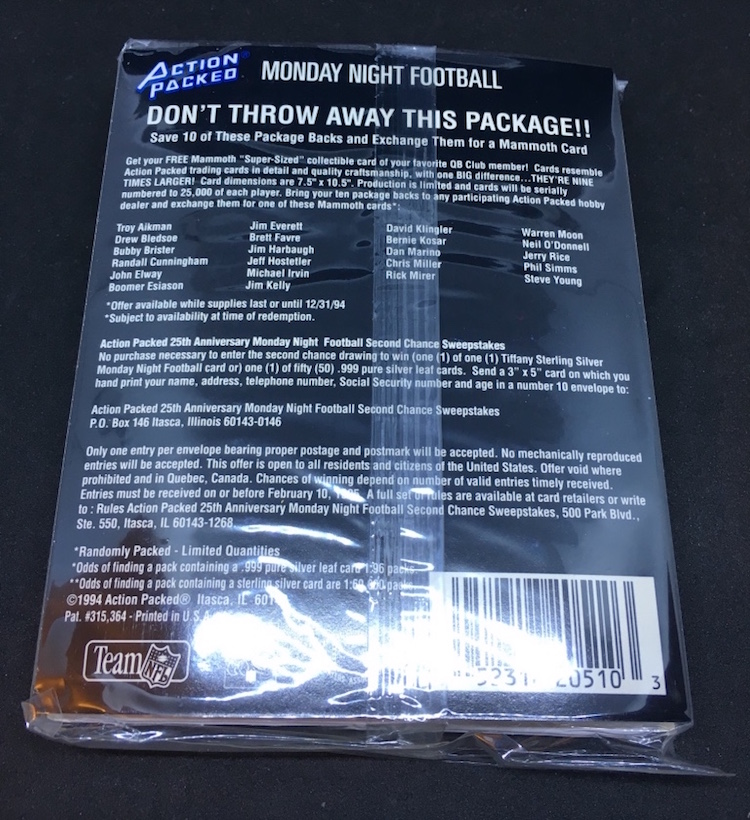 ACTION PACKED® MONDAY NIGHT FOOTBALL
DON'T THROW AWAY THIS PACKAGE!!
Save 10 of These Package Backs and Exchange Them for a Mammoth Card
Get your FREE Mammoth "Super-Sized" collectible card of your favorite QB Club member! Cards resemble
Action Packed trading cards in detail and quality craftsmanship, with one BIG difference...THEY'RE NINE
TIMES LARGER! Card dimensions are 7.5" x 10.5". Production is limited and cards will be serially
numbered to 25,000 of each player. Bring your ten package backs to any participating Action Packed hobby
dealer and exchange them for one of these Mammoth cards*:
Troy Aikman
Drew Bledsoe
Bubby Brister
Randall Cunningham
John Elway
Boomer Esiason
Jim Everett
Brett Favre
Jim Harbaugh
Jeff Hostetler
Michael Irvin
Jim Kelly
David Klingler
Bernie Kosar
Dan Marino
Chris Miller
Rick Mirer
Warren Moon
Neil O'Donnell
Jerry Rice
Phil Simms
Steve Young
*Offer available while supplies last or until 12/31/94
*Subject to availability at time of redemption.
Action Packed 25th Anniversary Monday Night Football Second Chance Sweepstakes
No purchase necessary to enter the second chance drawing to win (one (1) of one (1) Tiffany Sterling Silver
Monday Night Football card or) one (1) of fifty (50) .999 pure silver leaf cards. Send a 3" x 5" card on which you
hand print your name, address, telephone number, Social Security number and age in a number 10 envelope to:
Action Packed 25th Anniversary Monday Night Football Second Chance Sweepstakes
P.O. Box 146 Itasca, Illinois 60143-0146
Only one entry per envelope bearing proper postage and postmark will be accepted. No mechanically reproduced
entries will be accepted. This offer is open to all residents and citizens of the United States. Offer void where
prohibited and in Quebec, Canada. Chances of winning depend on number of valid entries timely received.
Entries must be received on or before February 10, A full set of rules are available at card retailers or write
to : Rules Action Packed 25th Anniversary Monday Night Football Second Chance Sweepstakes, 500 Park Blvd.,
Ste. 550, Itasca, IL 60143-1268
*Randomly Packed - Limited Quantities
*Odds of finding a pack containing a .999 pure silver leaf card 1:96 packs
**Odds of finding a pack containing a sterling silver card are
©1994 Action Packed® Itasca, IL
Pat. #315,364 - Printed in U.S.A
Team NFL
20510 3